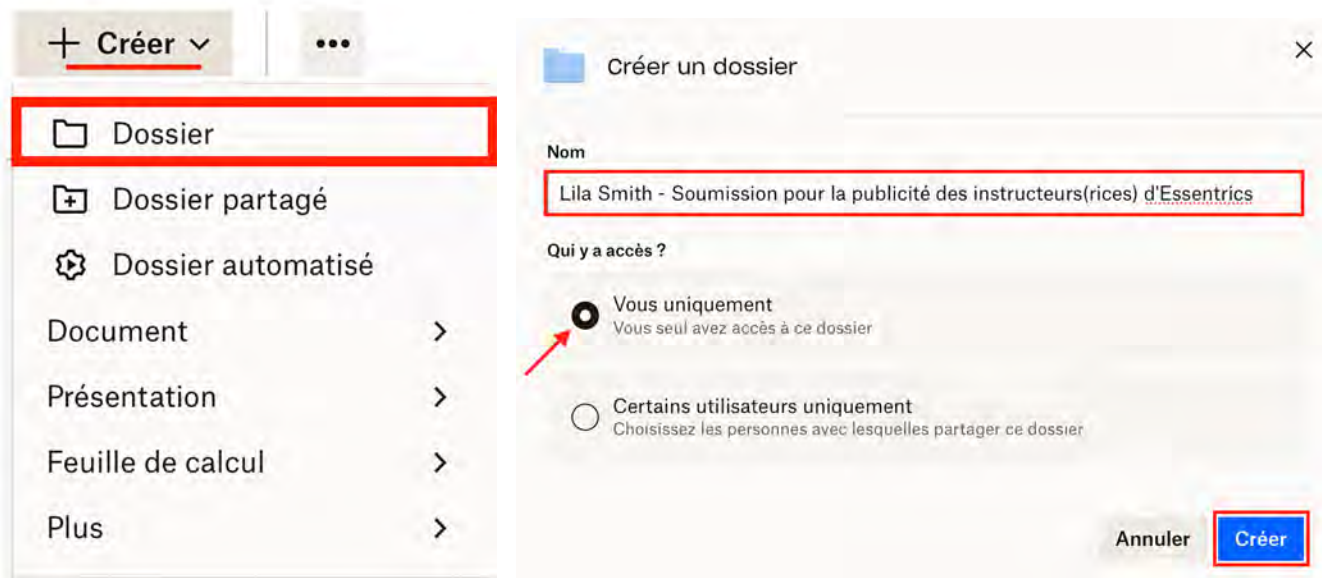 + Créer
•••
Dossier
Dossier partagé
Dossier automatisé
Document
Présentation
Feuille de calcul
Plus
Créer un dossier
Nom
Lila Smith - Soumission pour la publicité des instructeurs(rices) d'Essentrics
Qui y a accès ?
Vous uniquement
Vous seul avez accès à ce dossier
Certains utilisateurs uniquement
Choisissez les personnes avec lesquelles partager ce dossier
Annuler Créer